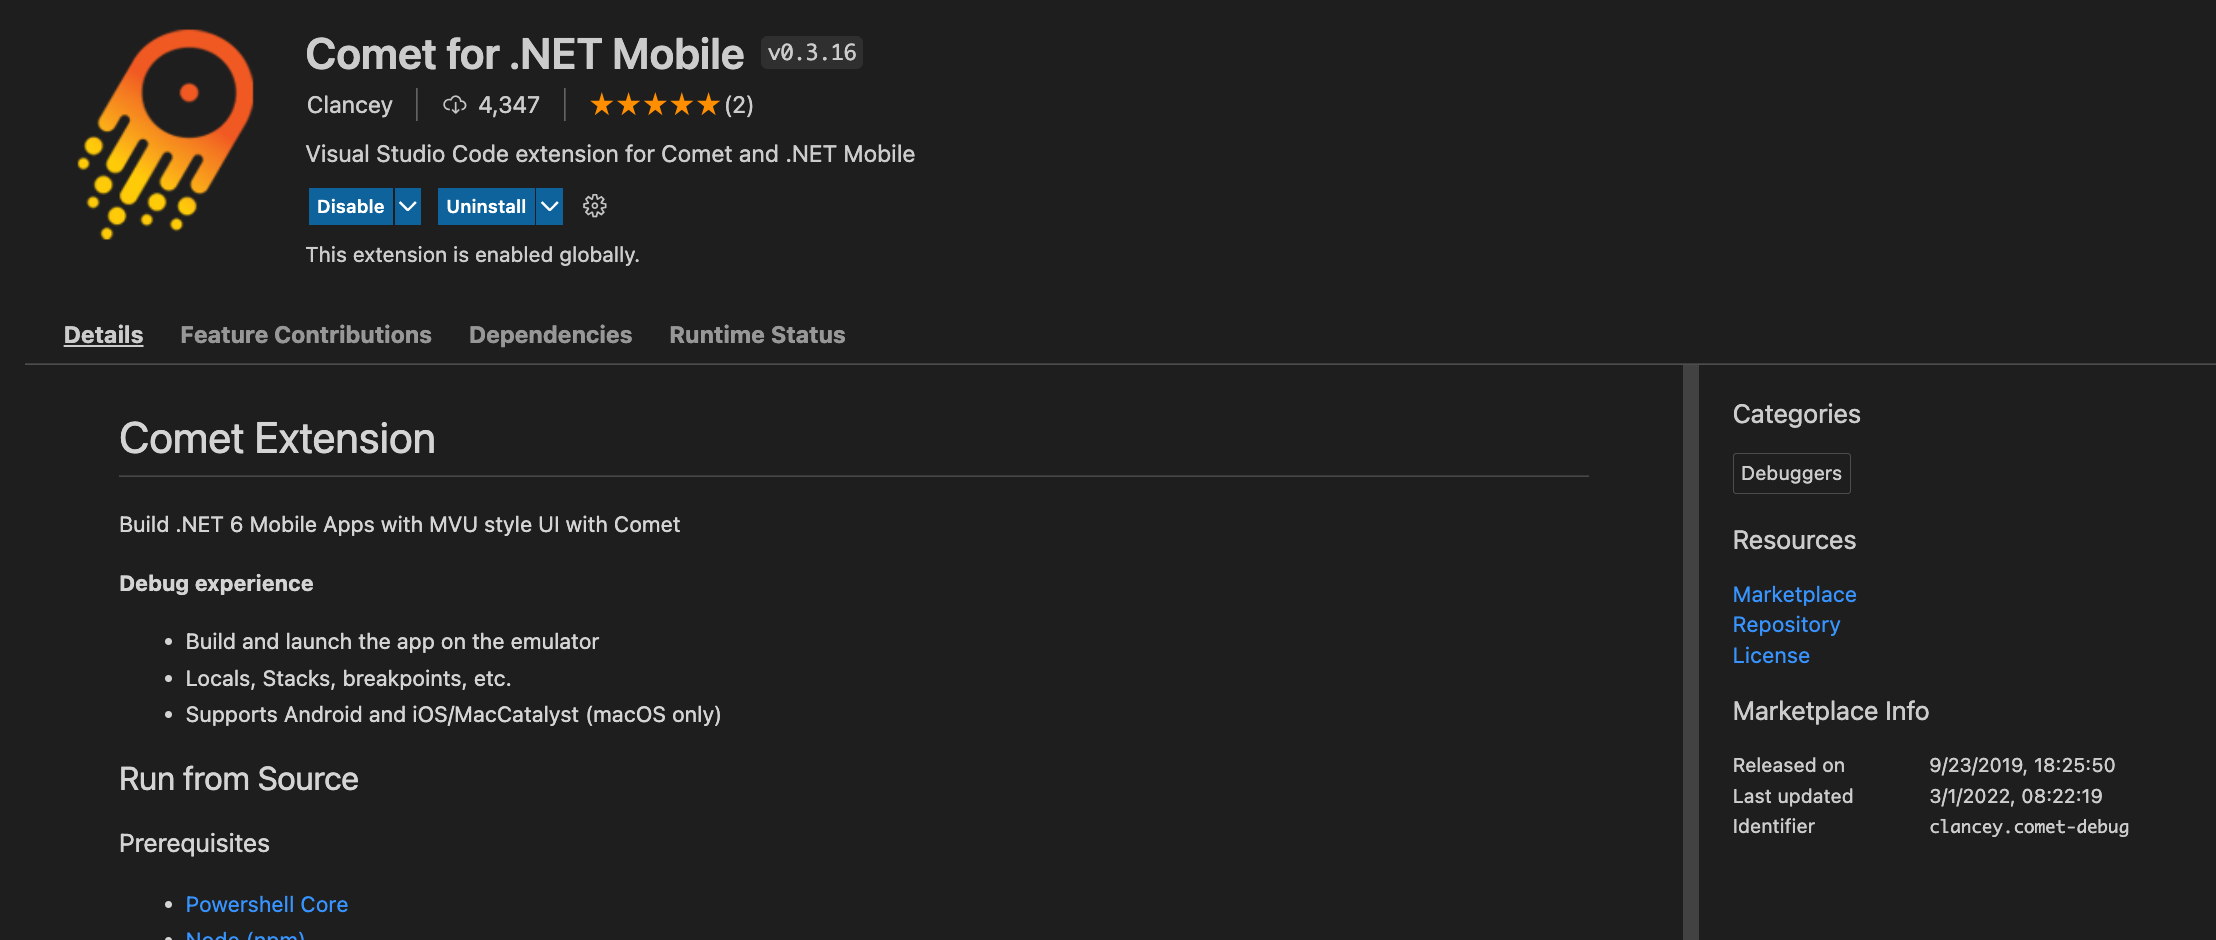 Comet for .NET Mobile v0.3.16
Clancey 4,347 (2)
Visual Studio Code extension for Comet and .NET Mobile
Disable Uninstall
This extension is enabled globally.
Details Feature Contributions Dependencies Runtime Status
Comet Extension
Build .NET 6 Mobile Apps with MVU style UI with Comet
Debug experience
• Build and launch the app on the emulator
• Locals, Stacks, breakpoints, etc.
• Supports Android and iOS/MacCatalyst (macOS only)
Run from Source
Prerequisites
• Powershell Core
• Node (npm)
Categories
Debuggers
Resources
Marketplace
Repository
License
Marketplace Info
Released on 9/23/2019, 18:25:50
Last updated 3/1/2022, 08:22:19
Identifier clancey.comet-debug